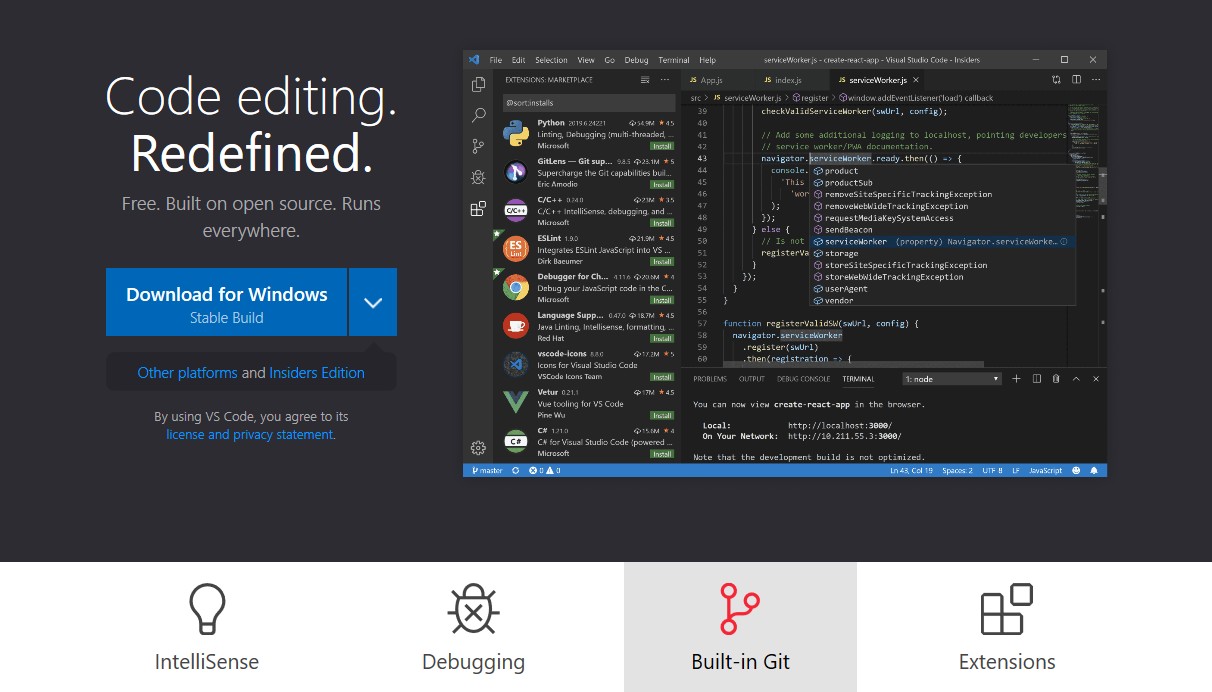 Code editing.
Redefined.
Free. Built on open source. Runs
everywhere.
Download for Windows
Stable Build
Other platforms and Insiders Edition
By using VS Code, you agree to its
license and privacy statement.
File Edit Selection View Go Debug Terminal Help serviceWorker.js - create-react-app - Visual Studio Code - Insiders
EXTENSIONS: MARKETPLACE
@sort:installs
Python 2019.6.24221 54.9M 4.5
Linting, Debugging (multi-threaded, ...
Microsoft Install
GitLens — Git sup... 9.8.5 23.1M 5
Supercharge the Git capabilities buil...
Eric Amodio Install
C/C++ 0.24.0 23M 3.5
C/C++ IntelliSense, debugging, and ...
Microsoft Install
ESLint 1.9.0 21.9M 4.5
Integrates ESLint JavaScript into VS ...
Dirk Baeumer Install
Debugger for Ch... 4.11.6 20.6M 4
Debug your JavaScript code in the C...
Microsoft Install
Language Supp... 0.47.0 18.7M 4.5
Java Linting, Intellisense, formatting, ...
Red Hat Install
vscode-icons 8.8.0 17.2M 5
Icons for Visual Studio Code
VSCode Icons Team Install
Vetur 0.21.1 17M 4.5
Vue tooling for VS Code
Pine Wu Install
C# 1.21.0 15.6M 4
C# for Visual Studio Code (powered ...
Microsoft Install
JS App.js JS index.js JS serviceWorker.js
src > JS serviceWorker.js > register > window.addEventListener('load') callback
39 checkValidServiceWorker(swUrl, config);
40
41 // Add some additional logging to localhost, pointing developers
42 // service worker/PWA documentation.
43 navigator.serviceWorker.ready.then(() => {
44 console.
45 'This
46 'wor
47 );
48 });
49 } else {
50 // Is not
51 registerVa
52 }
53 });
54 }
55 }
56
57 function registerValidSW(swUrl, config) {
58 navigator.serviceWorker
59 .register(swUrl)
60 .then(registration => {
product
productSub
removeSiteSpecificTrackingException
removeWebWideTrackingException
requestMediaKeySystemAccess
sendBeacon
serviceWorker (property) Navigator.serviceWorke...
storage
storeSiteSpecificTrackingException
storeWebWideTrackingException
userAgent
vendor
PROBLEMS OUTPUT DEBUG CONSOLE TERMINAL 1: node
You can now view create-react-app in the browser.
Local: http://localhost:3000/
On Your Network: http://10.211.55.3:3000/
Note that the development build is not optimized.
master 0 0 Ln 43, Col 19 Spaces: 2 UTF-8 LF JavaScript
IntelliSense
Debugging
Built-in Git
Extensions